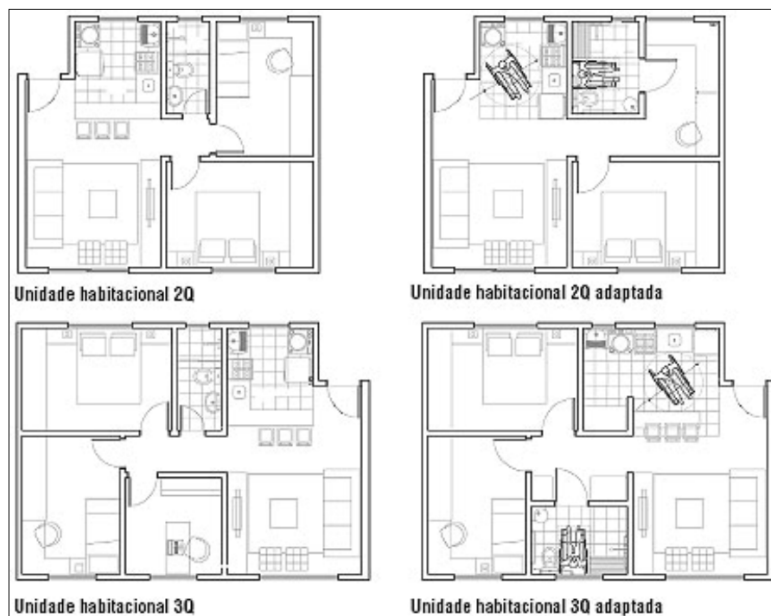 Unidade habitacional 2Q
Unidade habitacional 2Q adaptada
Unidade habitacional 3Q
Unidade habitacional 3Q adaptada